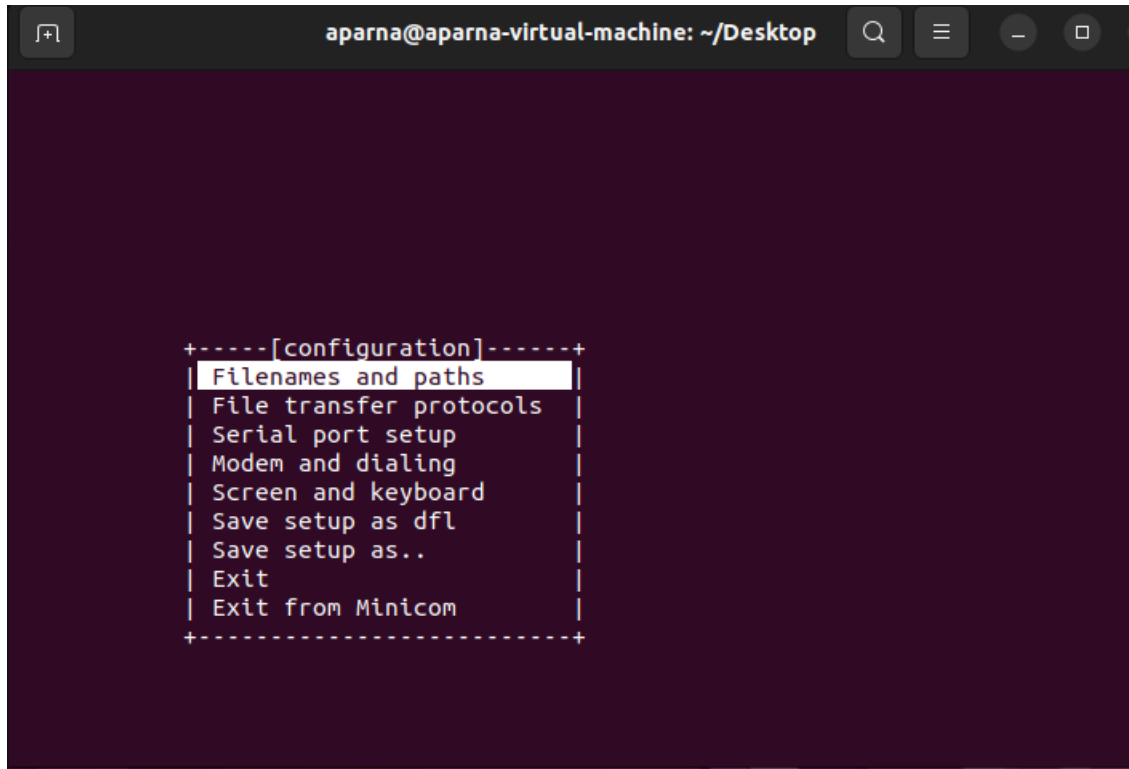 aparna@aparna-virtual-machine: ~/Desktop
+-----[configuration]------+
| Filenames and paths      |
| File transfer protocols  |
| Serial port setup        |
| Modem and dialing        |
| Screen and keyboard      |
| Save setup as dfl        |
| Save setup as..          |
| Exit                     |
| Exit from Minicom        |
+--------------------------+